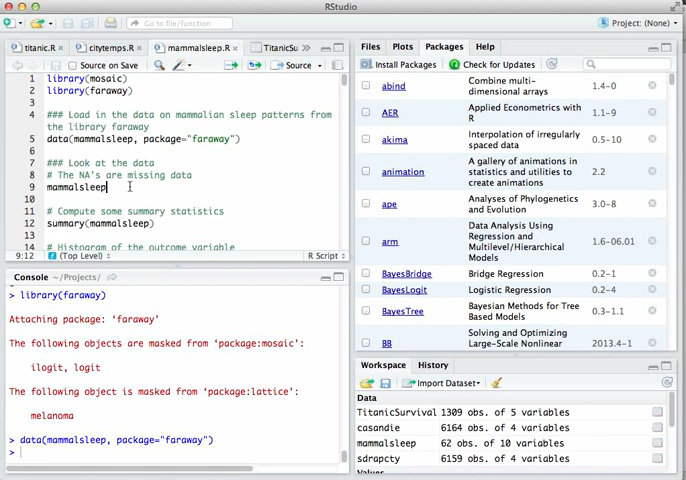 RStudio
Go to file/function
Project: (None)
titanic.R
citytemps.R
mammalsleep.R
TitanicSu
Source on Save
Source
1 library(mosaic)
2 library(faraway)
3
4 ### Load in the data on mammalian sleep patterns from
the library faraway
5 data(mammalsleep, package="faraway")
6
7 ### Look at the data
8 # The NA's are missing data
9 mammalsleep
10
11 # Compute some summary statistics
12 summary(mammalsleep)
13
14 # Histogram of the outcome variable
9:12 (Top Level) R Script
Console ~/Projects/
> library(faraway)
Attaching package: ‘faraway’
The following objects are masked from ‘package:mosaic’:
ilogit, logit
The following object is masked from ‘package:lattice’:
melanoma
> data(mammalsleep, package="faraway")
>
Files Plots Packages Help
Install Packages Check for Updates
abind Combine multi-dimensional arrays 1.4-0
AER Applied Econometrics with R 1.1-9
akima Interpolation of irregularly spaced data 0.5-10
animation A gallery of animations in statistics and utilities to create animations 2.2
ape Analyses of Phylogenetics and Evolution 3.0-8
arm Data Analysis Using Regression and Multilevel/Hierarchical Models 1.6-06.01
BayesBridge Bridge Regression 0.2-1
BayesLogit Logistic Regression 0.2-4
BayesTree Bayesian Methods for Tree Based Models 0.3-1.1
BB Solving and Optimizing Large-Scale Nonlinear 2013.4-1
Workspace History
Import Dataset
Data
TitanicSurvival 1309 obs. of 5 variables
casandie 6164 obs. of 4 variables
mammalsleep 62 obs. of 10 variables
sdrapcty 6159 obs. of 4 variables
Values